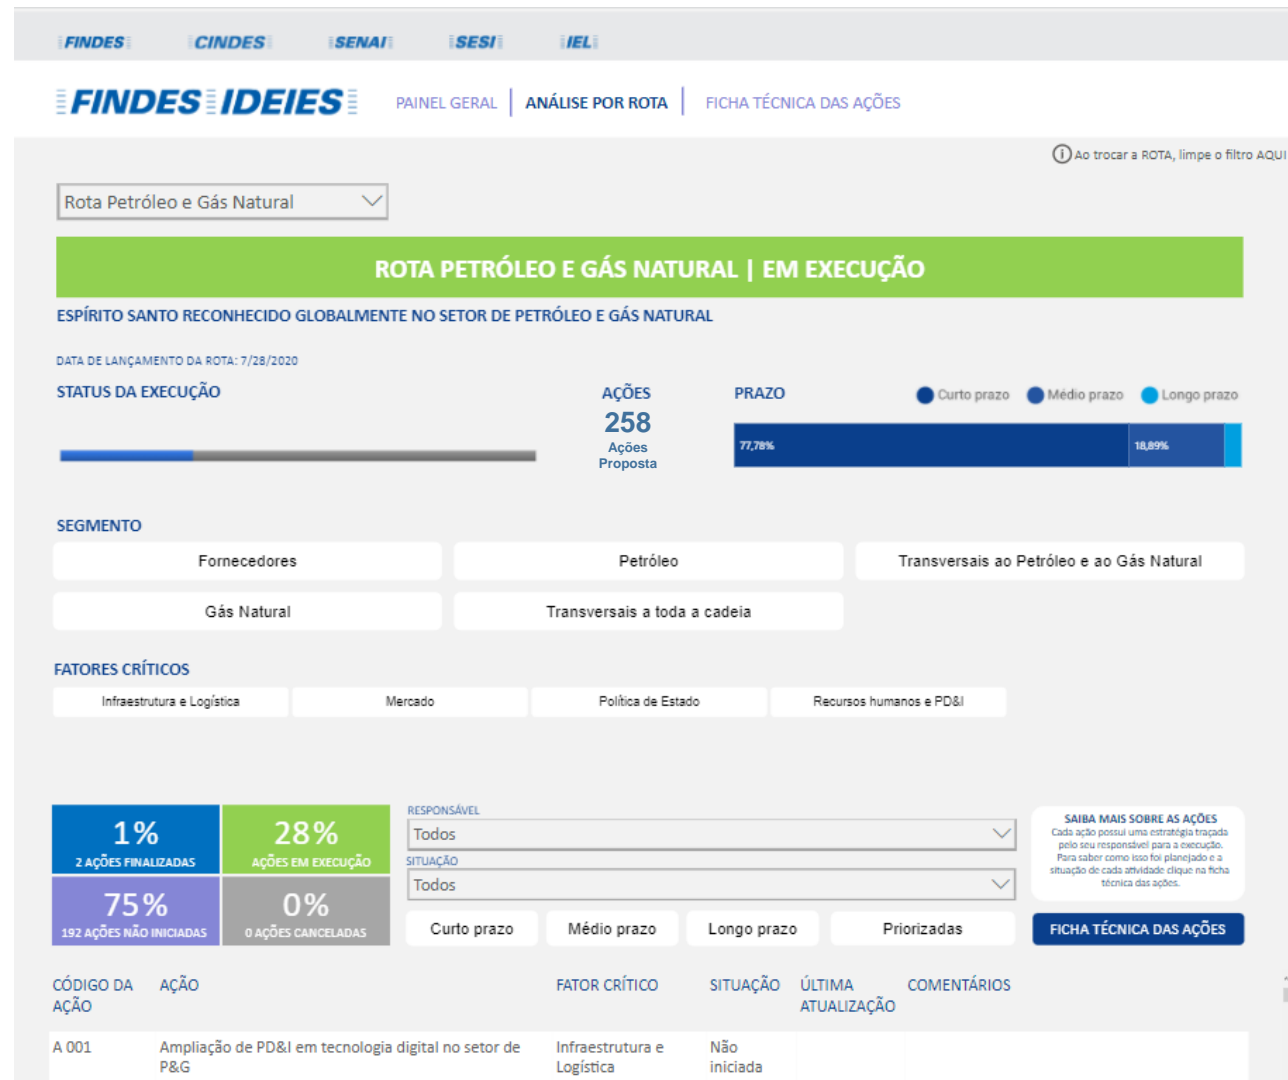 FINDES CINDES SENAI SESI IEL
FINDES IDEIES PAINEL GERAL ANÁLISE POR ROTA FICHA TÉCNICA DAS AÇÕES
Ao trocar a ROTA, limpe o filtro AQUI
Rota Petróleo e Gás Natural
ROTA PETRÓLEO E GÁS NATURAL | EM EXECUÇÃO
ESPÍRITO SANTO RECONHECIDO GLOBALMENTE NO SETOR DE PETRÓLEO E GÁS NATURAL
DATA DE LANÇAMENTO DA ROTA: 7/28/2020
STATUS DA EXECUÇÃO
AÇÕES
258
Ações
Proposta
PRAZO
Curto prazo Médio prazo Longo prazo
77,78% 18,89%
SEGMENTO
Fornecedores Petróleo Transversais ao Petróleo e ao Gás Natural
Gás Natural Transversais a toda a cadeia
FATORES CRÍTICOS
Infraestrutura e Logística Mercado Política de Estado Recursos humanos e PD&I
1%
2 AÇÕES FINALIZADAS
28%
AÇÕES EM EXECUÇÃO
75%
192 AÇÕES NÃO INICIADAS
0%
0 AÇÕES CANCELADAS
RESPONSÁVEL
Todos
SITUAÇÃO
Todos
Curto prazo Médio prazo Longo prazo Priorizadas
SAIBA MAIS SOBRE AS AÇÕES
Cada ação possui uma estratégia traçada
pelo seu responsável para a execução.
Para saber como isso foi planejado e a
situação de cada atividade clique na ficha
técnica das ações.
FICHA TÉCNICA DAS AÇÕES
CÓDIGO DA
AÇÃO
AÇÃO
FATOR CRÍTICO
SITUAÇÃO
ÚLTIMA
ATUALIZAÇÃO
COMENTÁRIOS
A 001
Ampliação de PD&I em tecnologia digital no setor de
P&G
Infraestrutura e
Logística
Não
iniciada